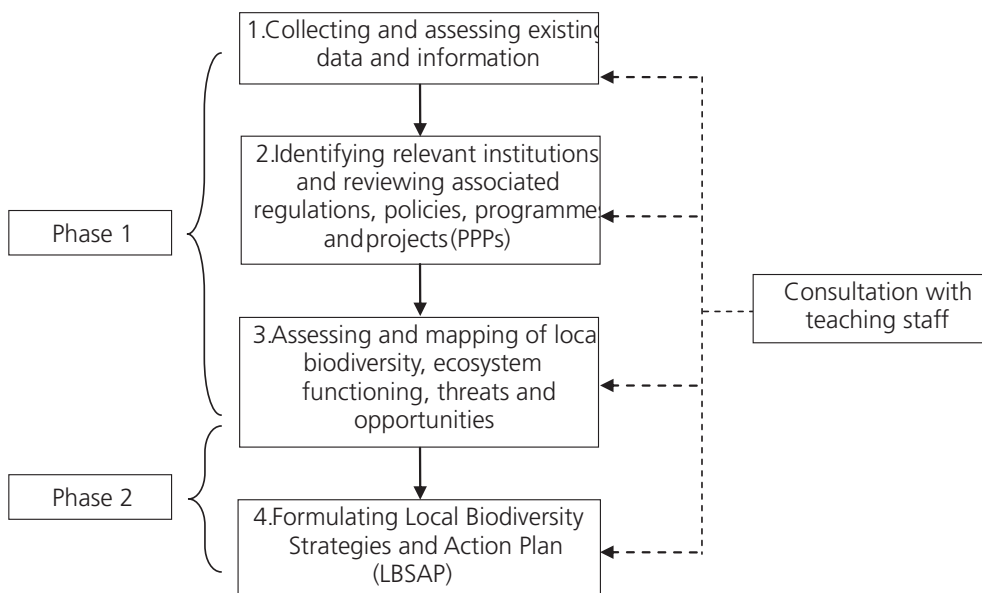 1.Collecting and assessing existing
data and information
2.Identifying relevant institutions
and reviewing associated
regulations, policies, programmes
and projects (PPPs)
Phase 1
Consultation with
teaching staff
3.Assessing and mapping of local
biodiversity, ecosystem
functioning, threats and
opportunities
Phase 2
4.Formulating Local Biodiversity
Strategies and Action Plan
(LBSAP)